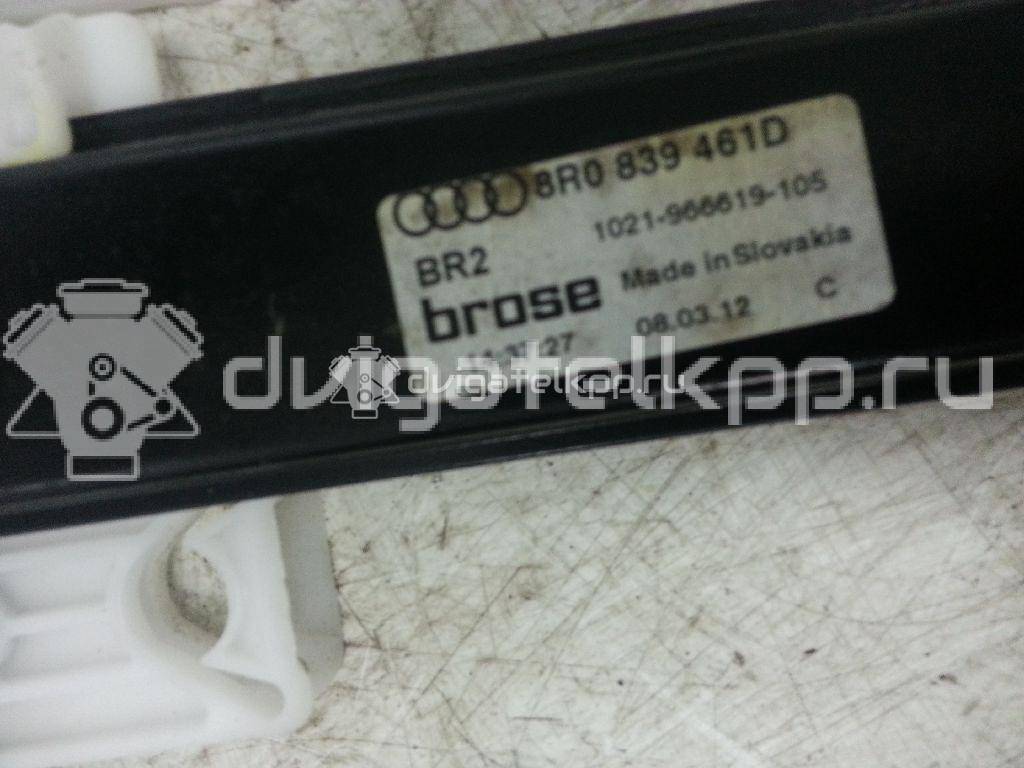 8R0 839 461D
1021-966619-105
BR2
Made in Slovakia
brose
08.03.12
C
dvigatelkpp.ru
dvigatelkpp.ru